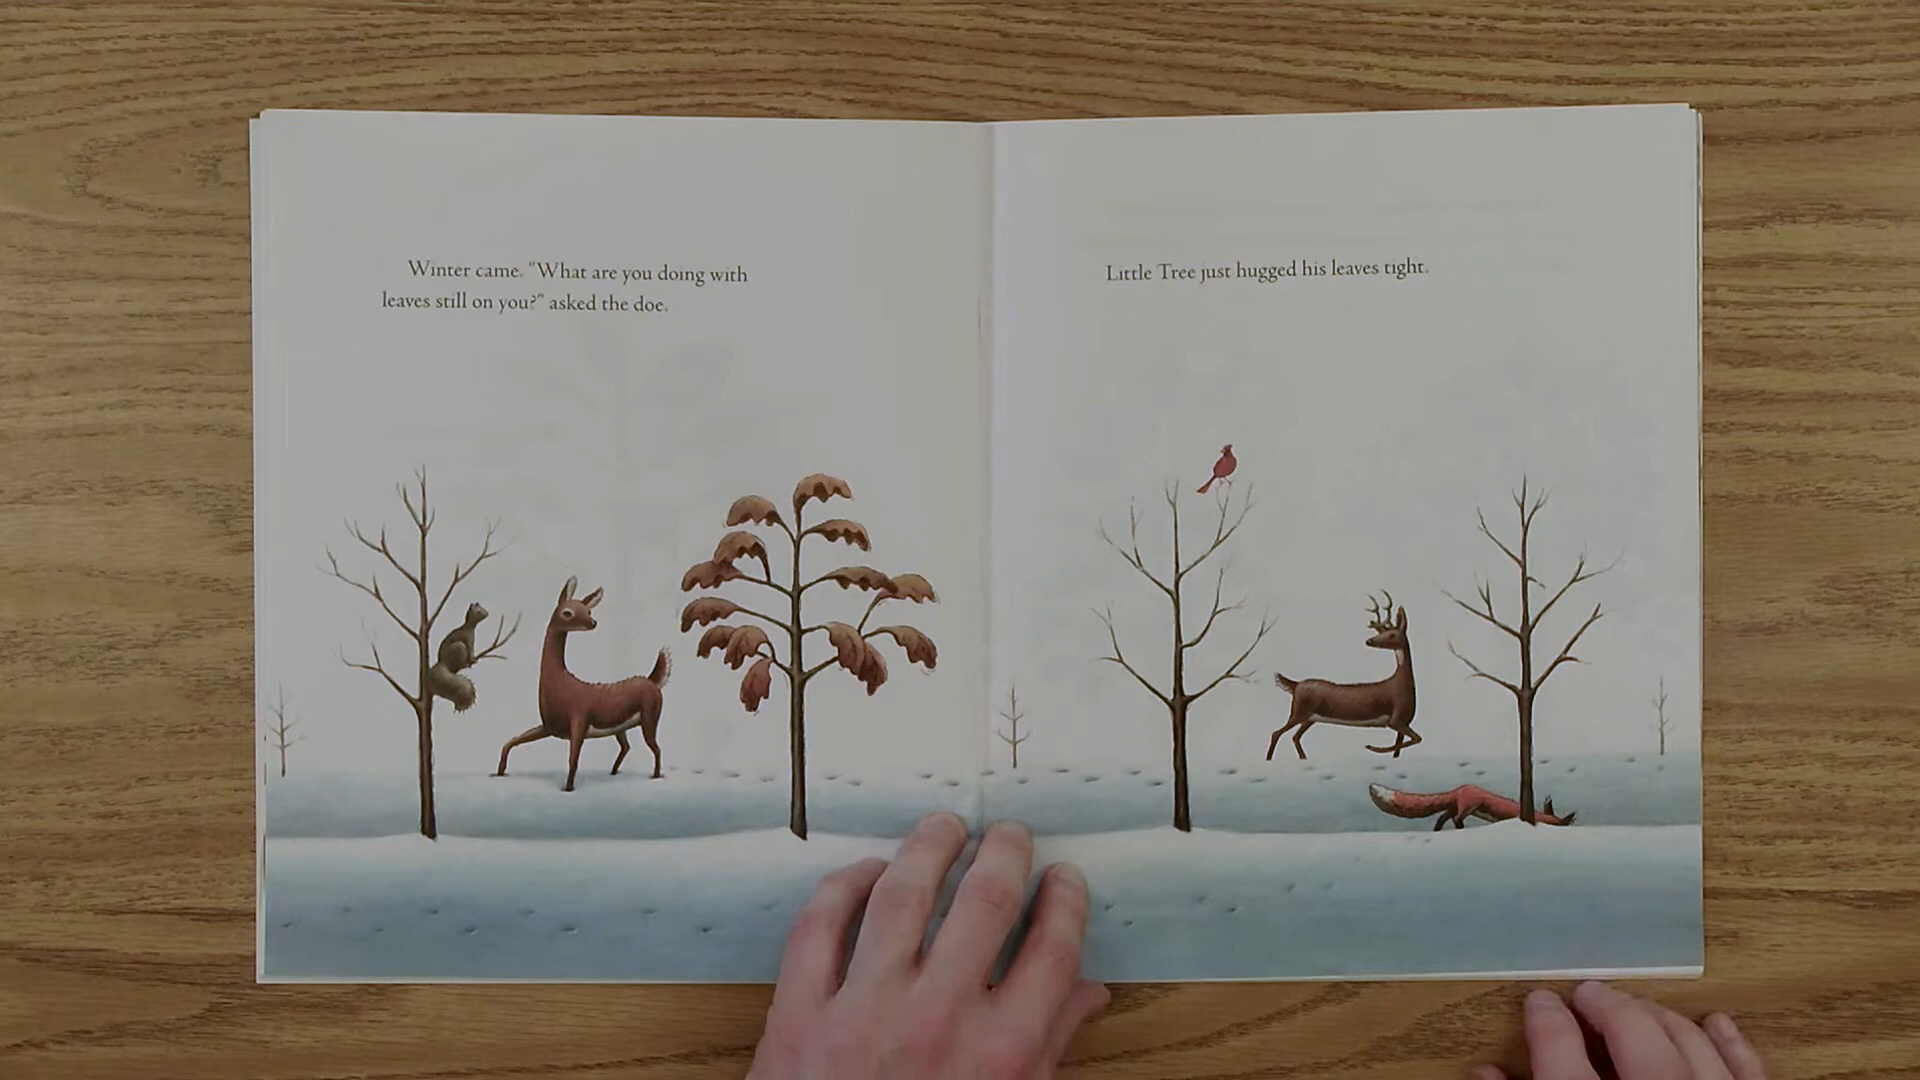 Winter came. “What are you doing with
leaves still on you?” asked the doe.
Little Tree just hugged his leaves tight.